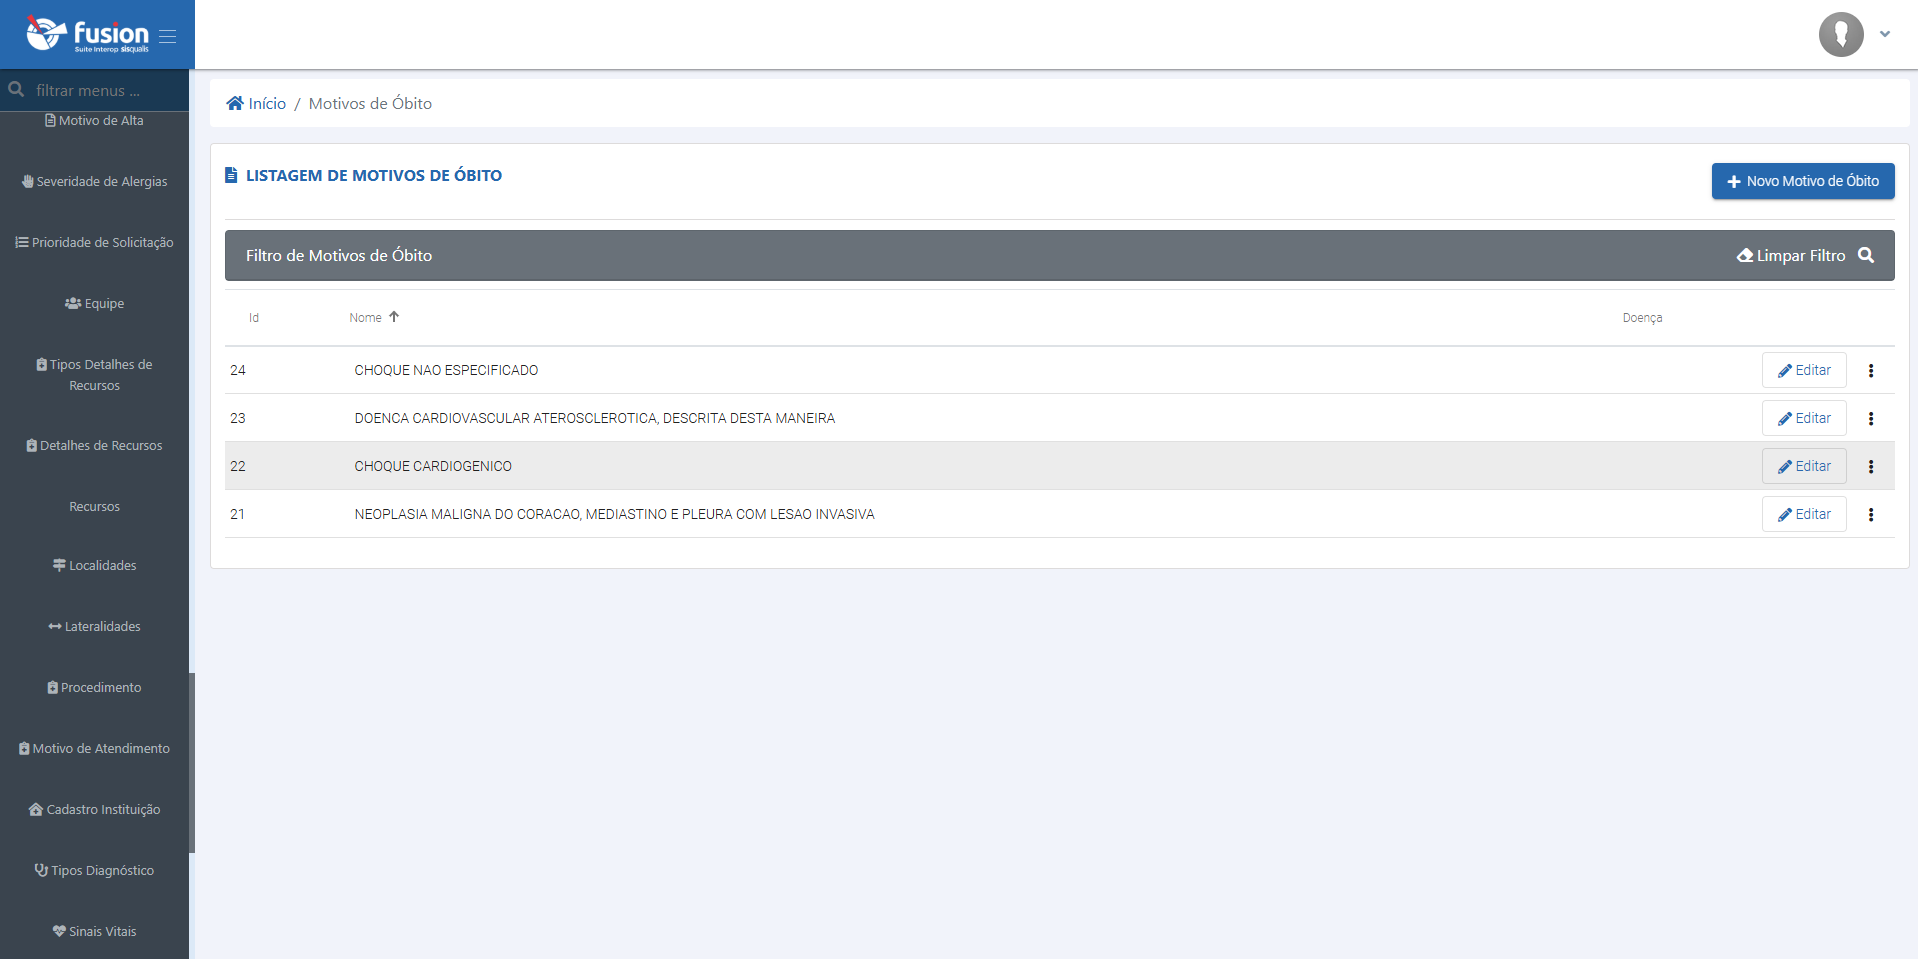 fusion
Suite Interop sisqualis
filtrar menus ...
Motivo de Alta
Severidade de Alergias
Prioridade de Solicitação
Equipe
Tipos Detalhes de
Recursos
Detalhes de Recursos
Recursos
Localidades
Lateralidades
Procedimento
Motivo de Atendimento
Cadastro Instituição
Tipos Diagnóstico
Sinais Vitais
Início / Motivos de Óbito
LISTAGEM DE MOTIVOS DE ÓBITO
Novo Motivo de Óbito
Filtro de Motivos de Óbito Limpar Filtro
Id Nome Doença
24 CHOQUE NAO ESPECIFICADO Editar
23 DOENCA CARDIOVASCULAR ATEROSCLEROTICA, DESCRITA DESTA MANEIRA Editar
22 CHOQUE CARDIOGENICO Editar
21 NEOPLASIA MALIGNA DO CORACAO, MEDIASTINO E PLEURA COM LESAO INVASIVA Editar